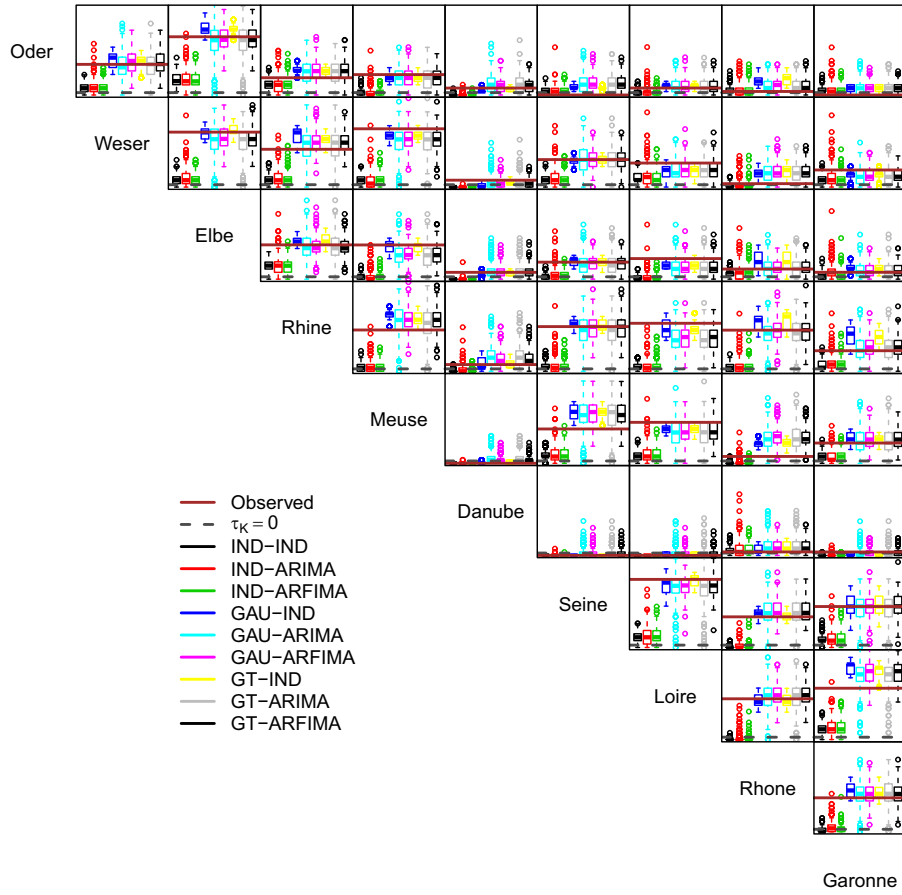 Oder
Weser
Elbe
Rhine
Meuse
Danube
Seine
Loire
Rhone
Garonne
Observed
τK = 0
IND−IND
IND−ARIMA
IND−ARFIMA
GAU−IND
GAU−ARIMA
GAU−ARFIMA
GT−IND
GT−ARIMA
GT−ARFIMA